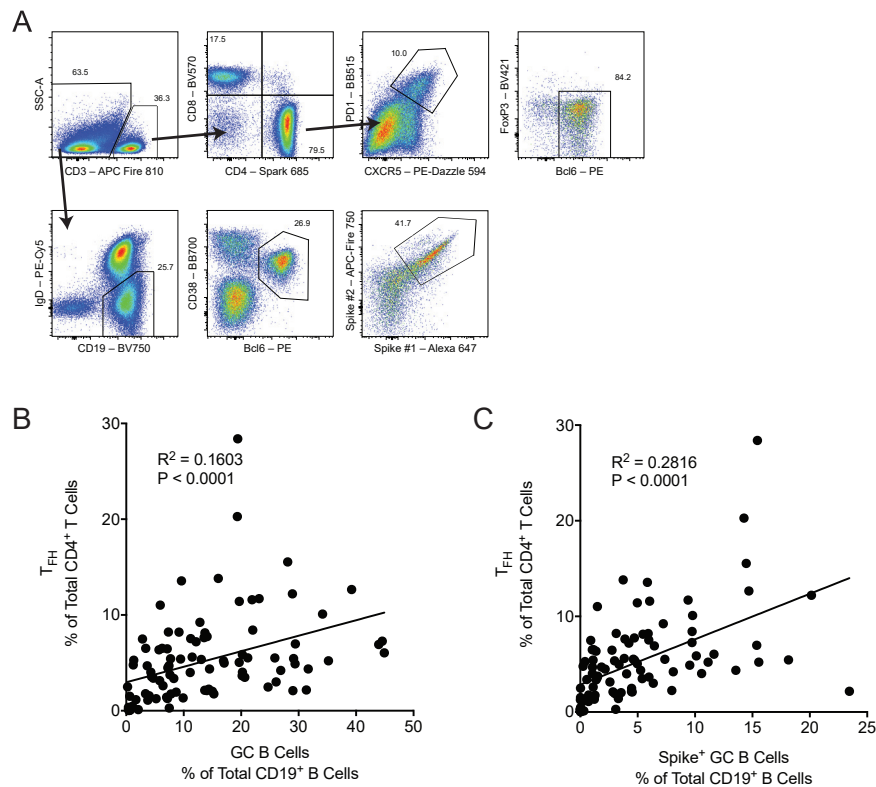 A
63.5
36.3
SSC-A
CD3 – APC Fire 810
17.5
79.5
CD8 – BV570
CD4 – Spark 685
10.0
PD1 – BB515
CXCR5 – PE-Dazzle 594
84.2
FoxP3 – BV421
Bcl6 – PE
25.7
IgD – PE-Cy5
CD19 – BV750
26.9
CD38 – BB700
Bcl6 – PE
41.7
Spike #2 – APC-Fire 750
Spike #1 – Alexa 647
B
R² = 0.1603
P < 0.0001
TFH
% of Total CD4⁺ T Cells
30
20
10
0
0 10 20 30 40 50
GC B Cells
% of Total CD19⁺ B Cells
C
R² = 0.2816
P < 0.0001
TFH
% of Total CD4⁺ T Cells
30
20
10
0
0 5 10 15 20 25
Spike⁺ GC B Cells
% of Total CD19⁺ B Cells